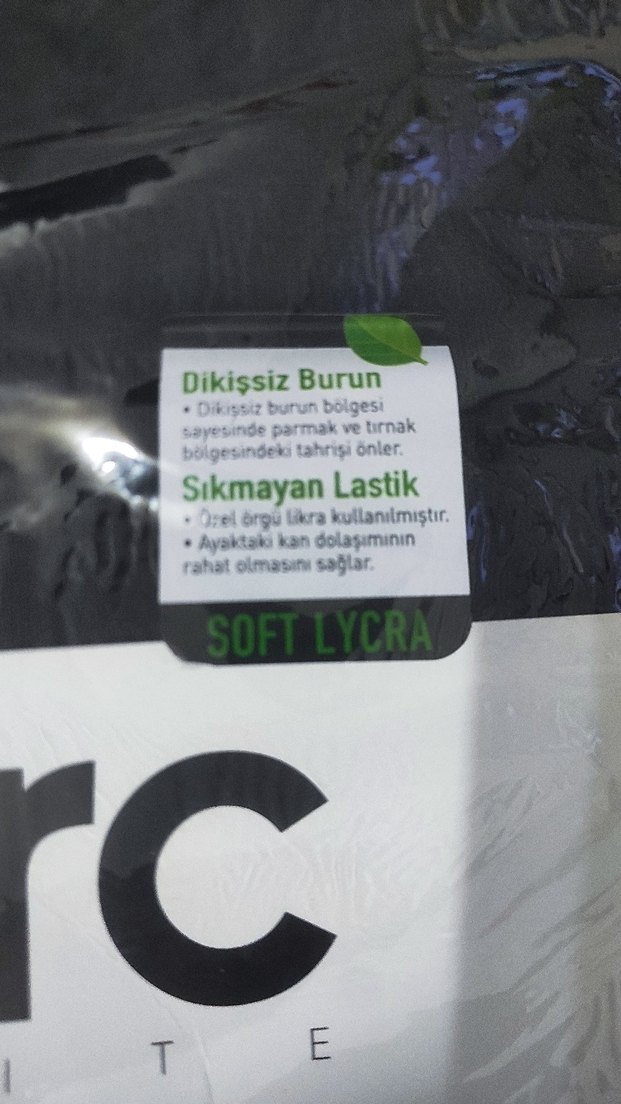 Dikişsiz Burun
• Dikişsiz burun bölgesi
sayesinde parmak ve tırnak
bölgesindeki tahrişi önler.
Sıkmayan Lastik
• Özel örgü likra kullanılmıştır.
• Ayaktaki kan dolaşımının
rahat olmasını sağlar.
SOFT LYCRA
rc
I T E